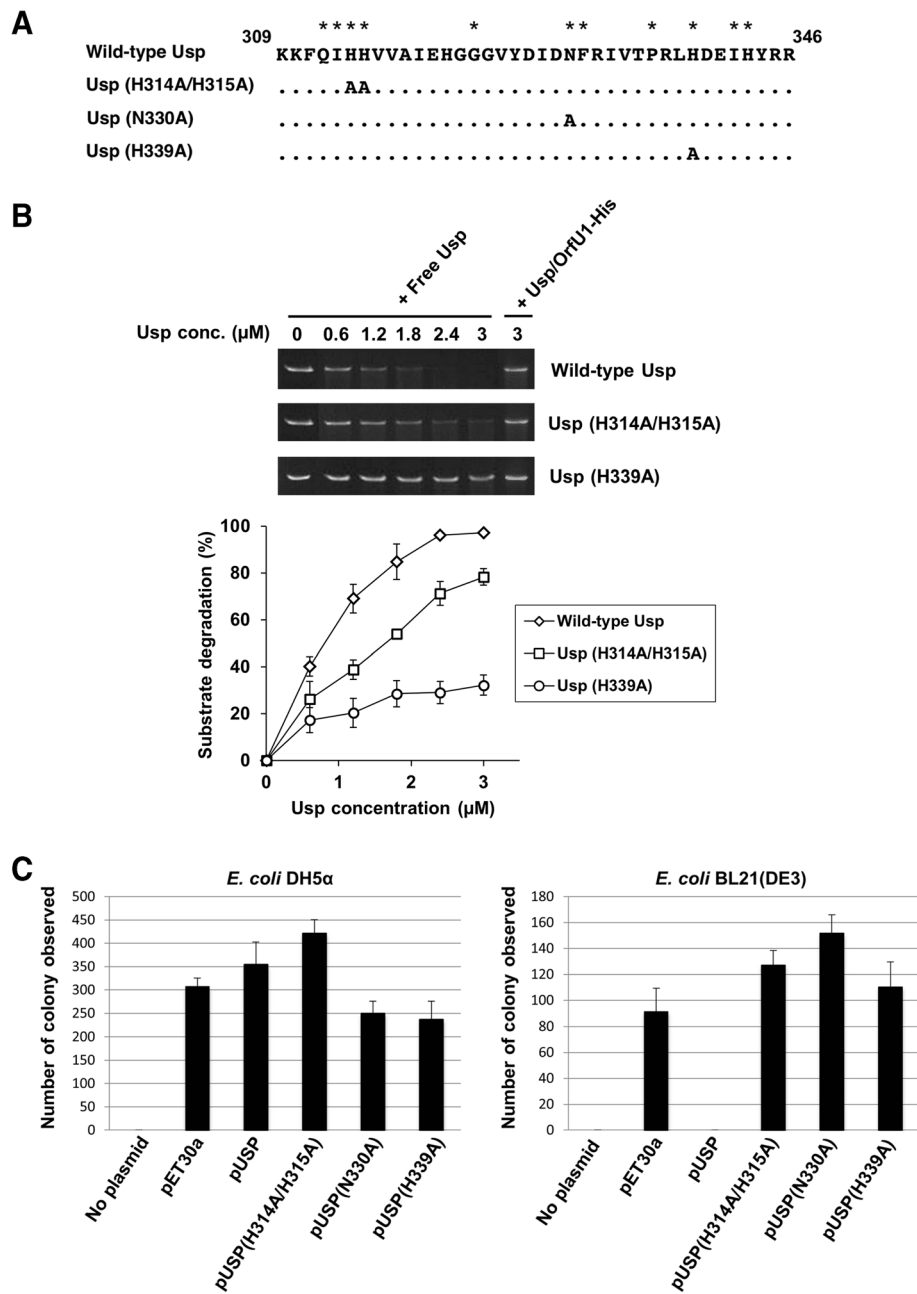 A
**** * ** * * **
309 346
Wild-type Usp KKFQIHHVVAIEHGGGVYDIDNFRIVTPRLHDEIHYRR
Usp (H314A/H315A) .....AA...............................
Usp (N330A) .....................A................
Usp (H339A) ..............................A.......
B
+ Free Usp
+ Usp/OrfU1-His
Usp conc. (µM) 0 0.6 1.2 1.8 2.4 3 3
Wild-type Usp
Usp (H314A/H315A)
Usp (H339A)
Substrate degradation (%)
100
80
60
40
20
0
0 1 2 3
Usp concentration (µM)
Wild-type Usp
Usp (H314A/H315A)
Usp (H339A)
C
E. coli DH5α
Number of colony observed
500
450
400
350
300
250
200
150
100
50
0
No plasmid
pET30a
pUSP
pUSP(H314A/H315A)
pUSP(N330A)
pUSP(H339A)
E. coli BL21(DE3)
Number of colony observed
180
160
140
120
100
80
60
40
20
0
No plasmid
pET30a
pUSP
pUSP(H314A/H315A)
pUSP(N330A)
pUSP(H339A)